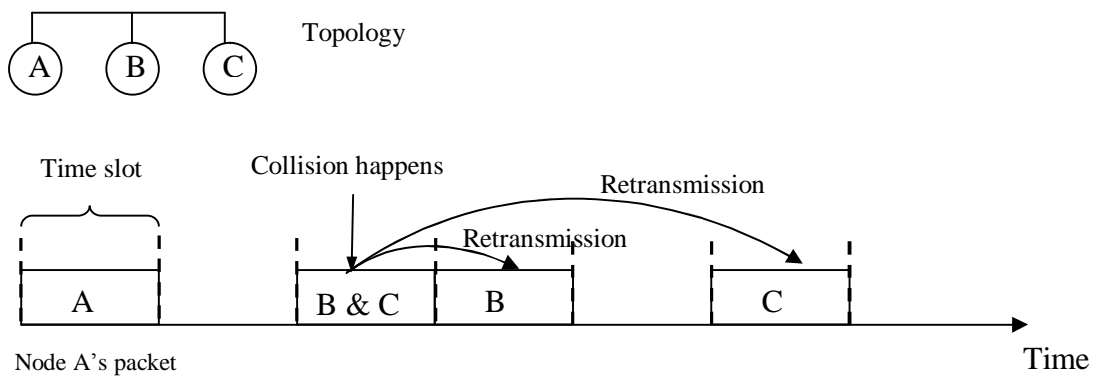 A B C
Topology
Time slot
Collision happens
Retransmission
Retransmission
A
B & C
B
C
Node A’s packet
Time